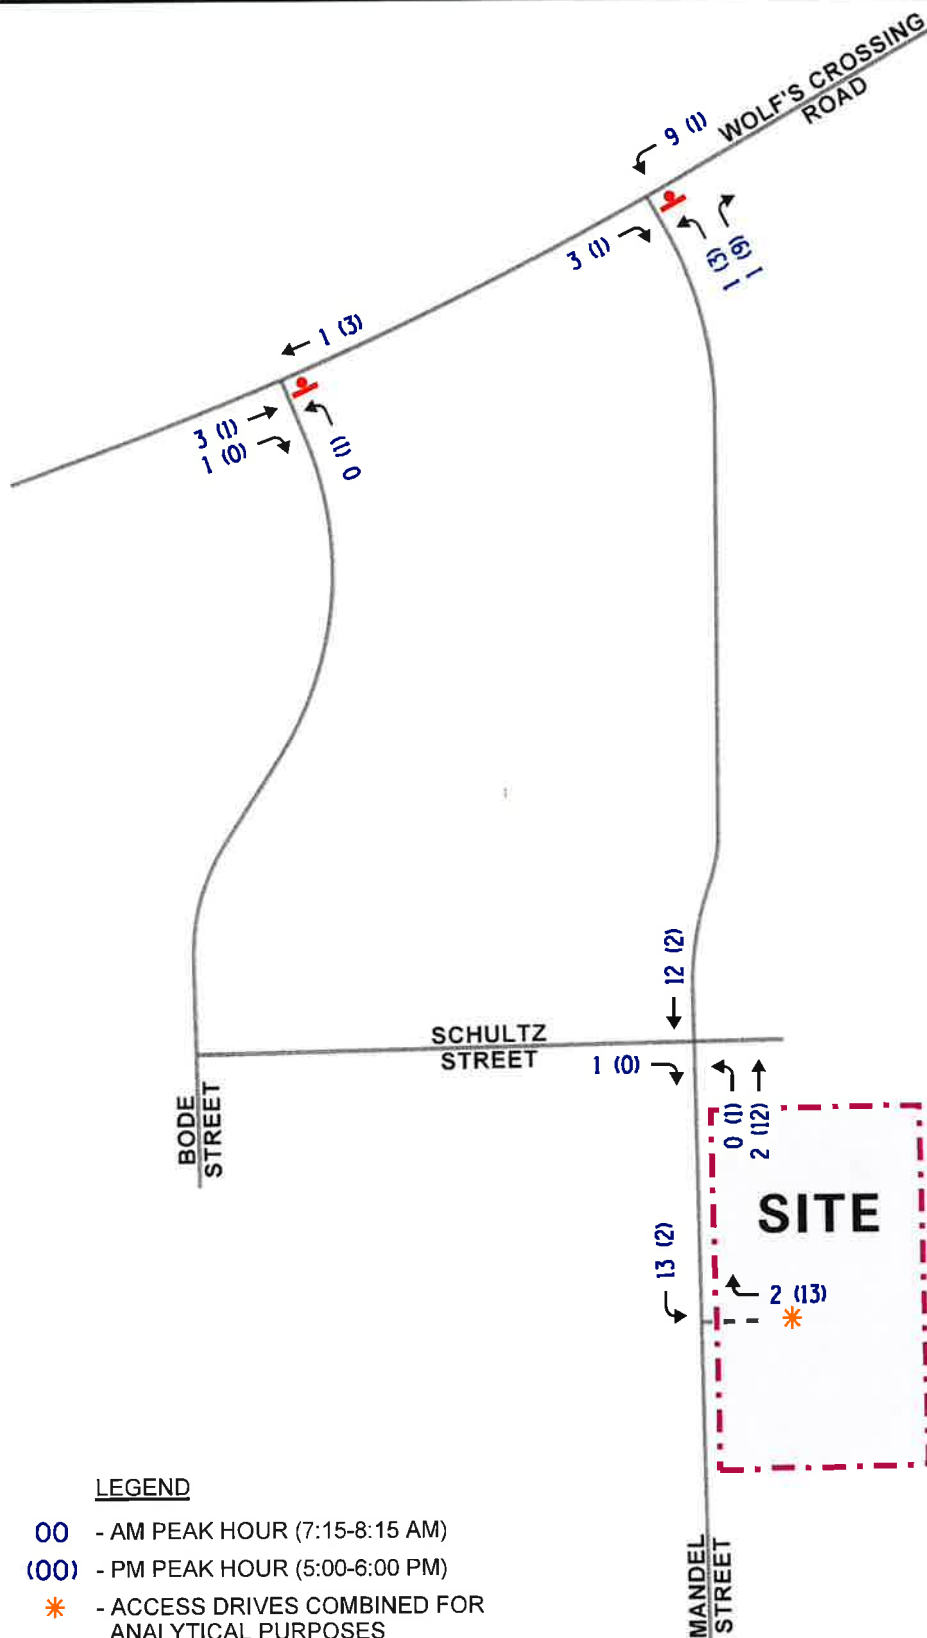 WOLF'S CROSSING
ROAD
9 (1)
3 (1)
1 (3)
1 (9)
1 (3)
3 (1)
1 (0)
0 (1)
12 (2)
SCHULTZ
STREET
1 (0)
0 (1)
2 (12)
BODE
STREET
SITE
13 (2)
2 (13)
MANDEL
STREET
LEGEND
00 - AM PEAK HOUR (7:15-8:15 AM)
(00) - PM PEAK HOUR (5:00-6:00 PM)
- ACCESS DRIVES COMBINED FOR
ANALYTICAL PURPOSES